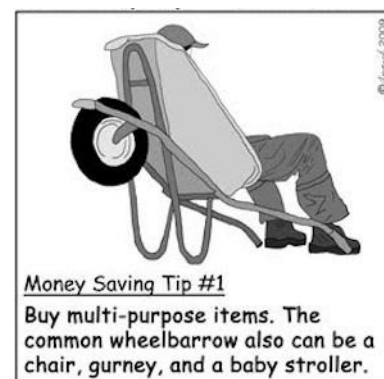 Money Saving Tip #1
Buy multi-purpose items. The
common wheelbarrow also can be a
chair, gurney, and a baby stroller.